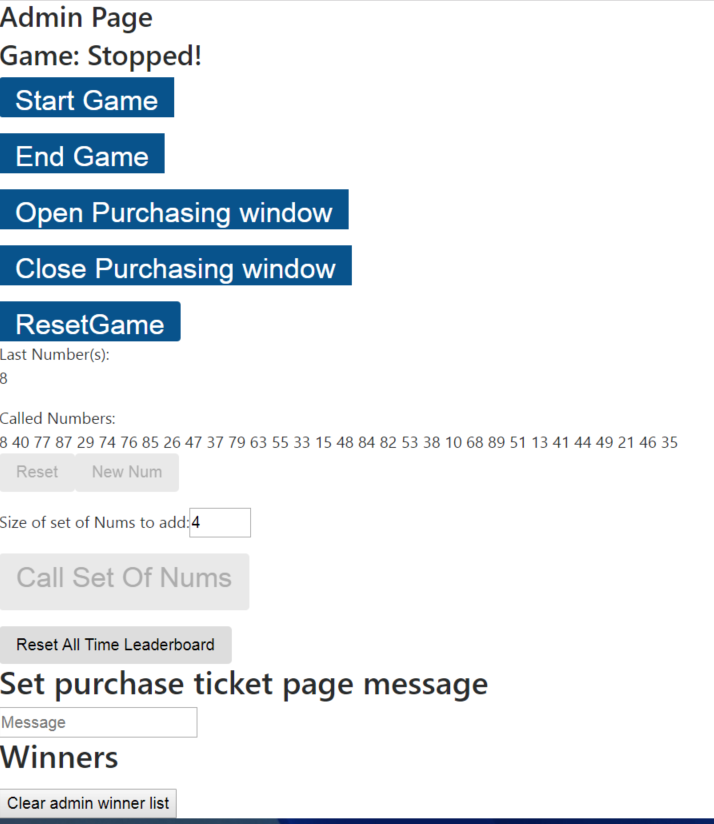 Admin Page
Game: Stopped!
Start Game
End Game
Open Purchasing window
Close Purchasing window
ResetGame
Last Number(s):
8
Called Numbers:
8 40 77 87 29 74 76 85 26 47 37 79 63 55 33 15 48 84 82 53 38 10 68 89 51 13 41 44 49 21 46 35
Reset New Num
Size of set of Nums to add: 4
Call Set Of Nums
Reset All Time Leaderboard
Set purchase ticket page message
Message
Winners
Clear admin winner list